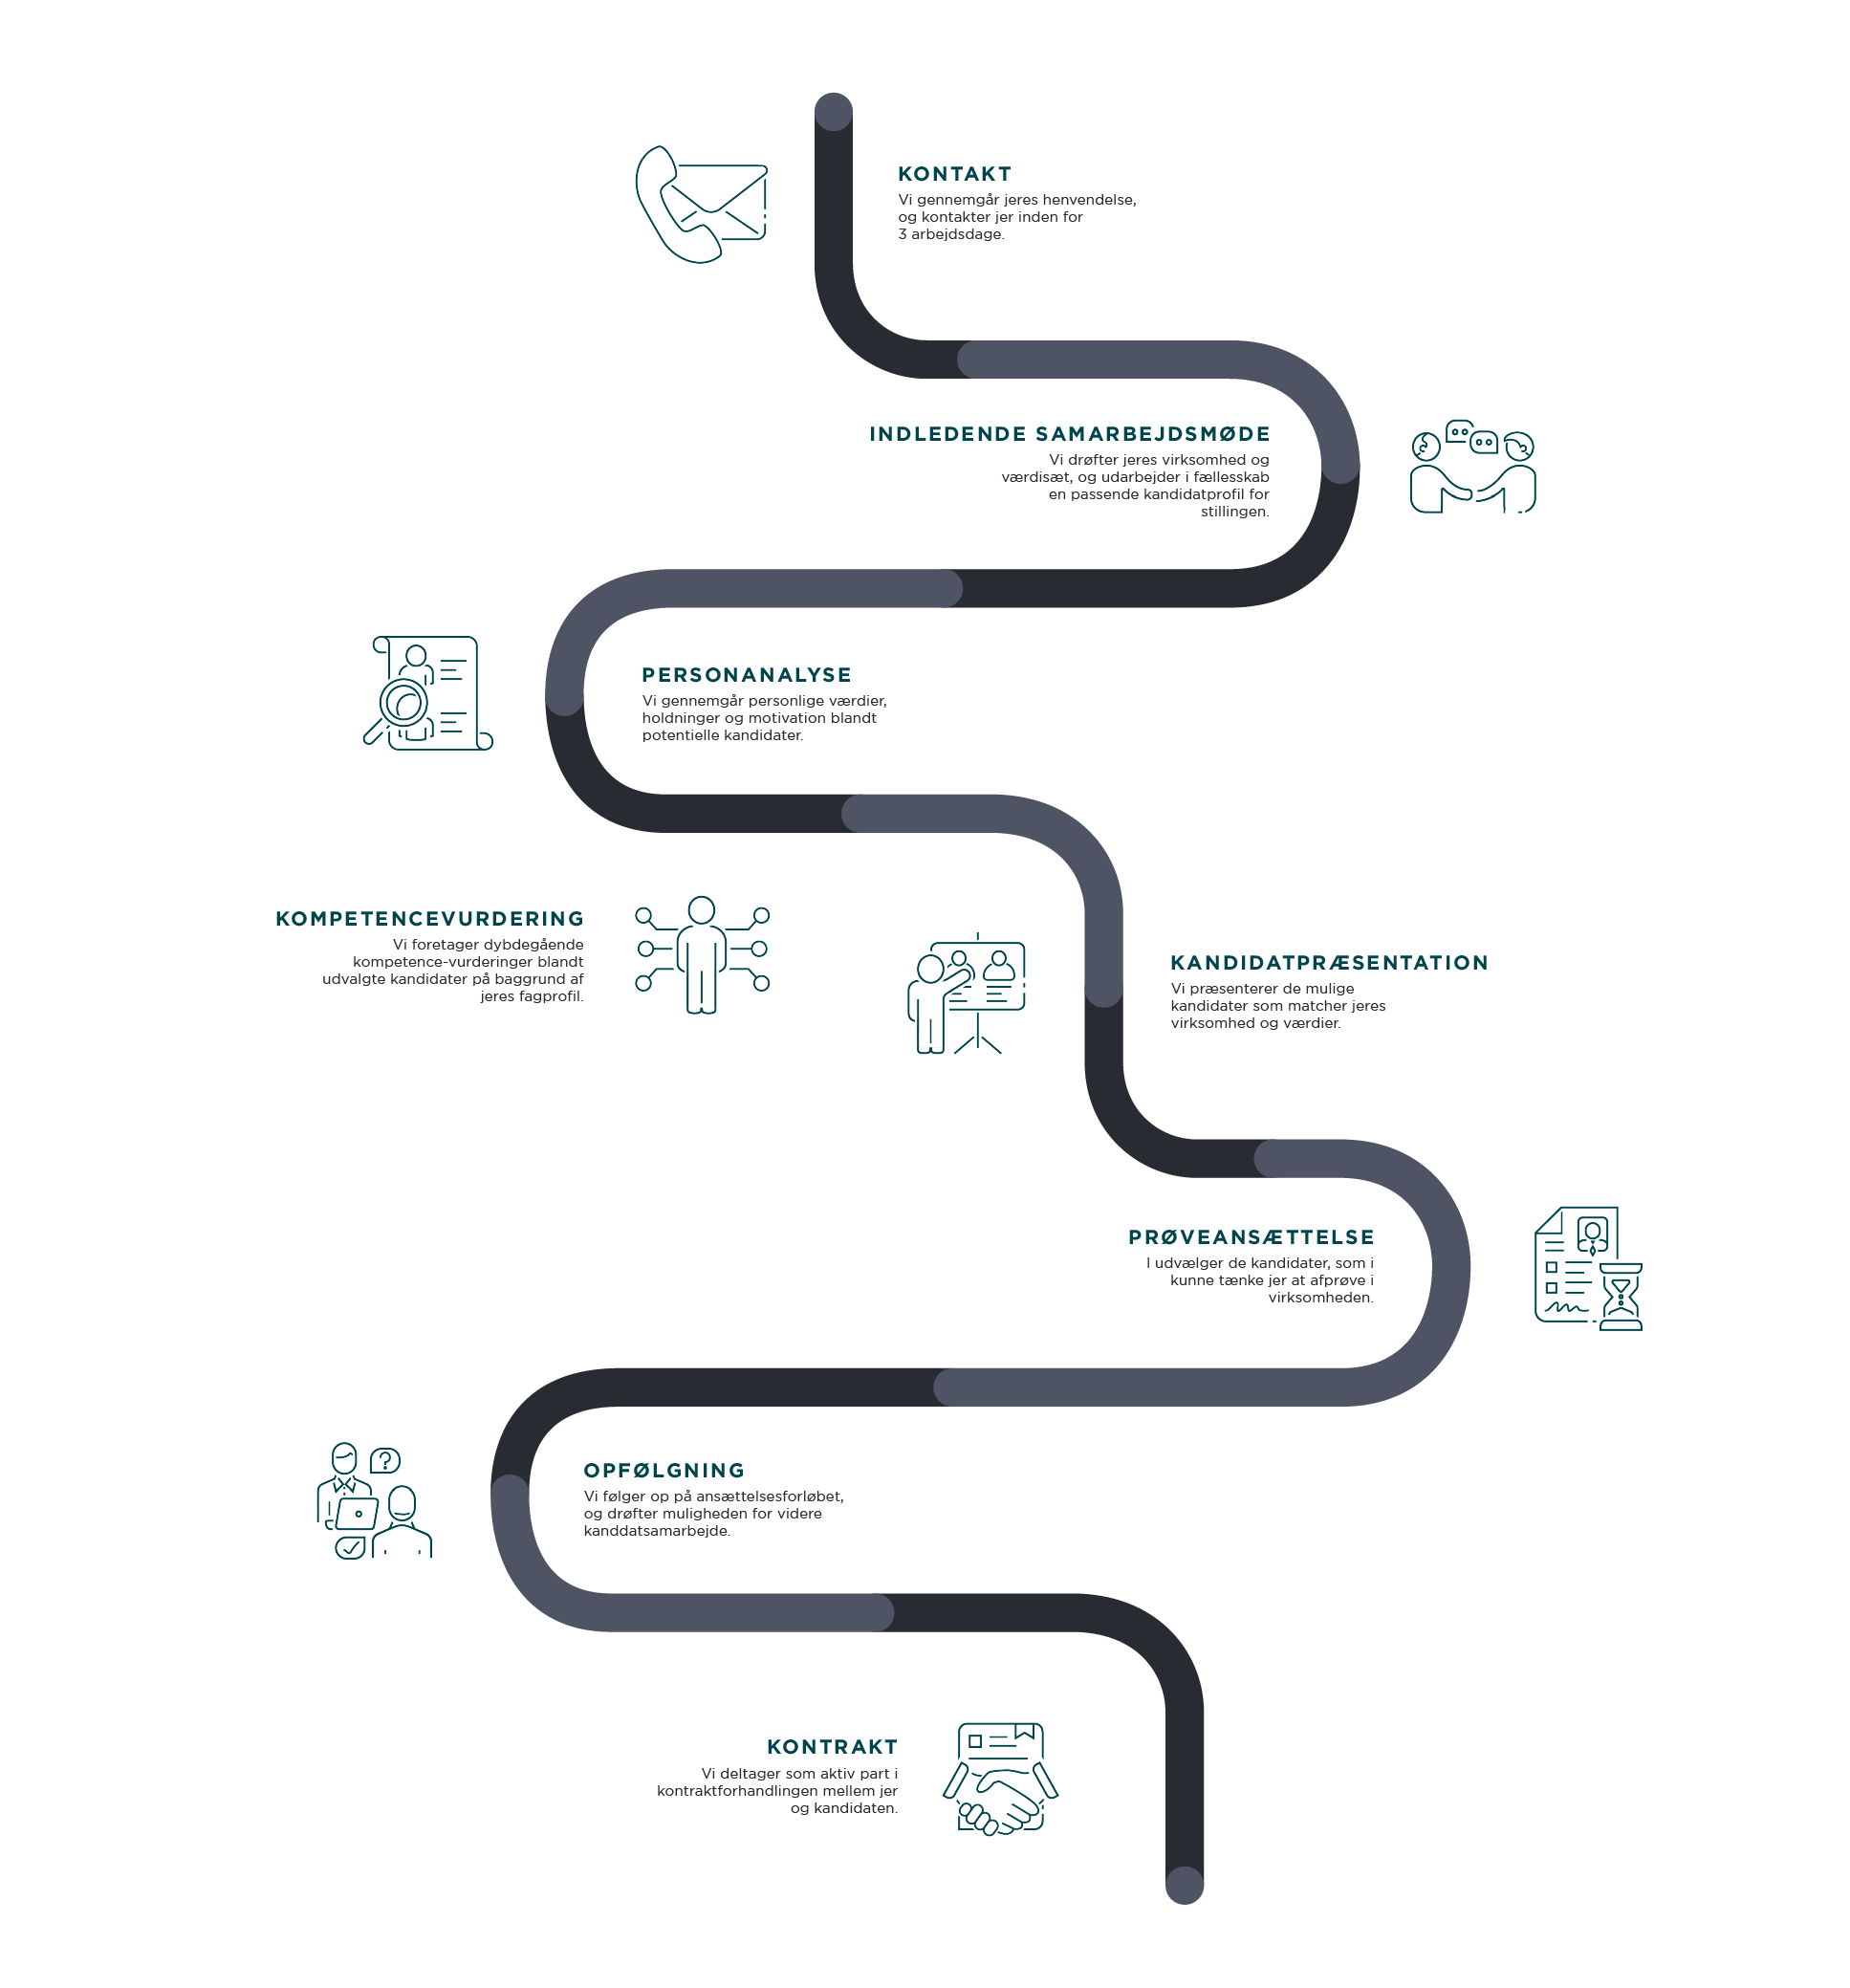 KONTAKT
Vi gennemgår jeres henvendelse,
og kontakter jer inden for
3 arbejdsdage.
INDLEDENDE SAMARBEJDSMØDE
Vi drøfter jeres virksomhed og
værdisæt, og udarbejder i fællesskab
en passende kandidatprofil for
stillingen.
PERSONANALYSE
Vi gennemgår personlige værdier,
holdninger og motivation blandt
potentielle kandidater.
KOMPETENCEVURDERING
Vi foretager dybdegående
kompetence-vurderinger blandt
udvalgte kandidater på baggrund af
jeres fagprofil.
KANDIDATPRÆSENTATION
Vi præsenterer de mulige
kandidater som matcher jeres
virksomhed og værdier.
PRØVEANSÆTTELSE
I udvælger de kandidater, som i
kunne tænke jer at afprøve i
virksomheden.
OPFØLGNING
Vi følger op på ansættelsesforløbet,
og drøfter muligheden for videre
kanddatsamarbejde.
KONTRAKT
Vi deltager som aktiv part i
kontraktforhandlingen mellem jer
og kandidaten.